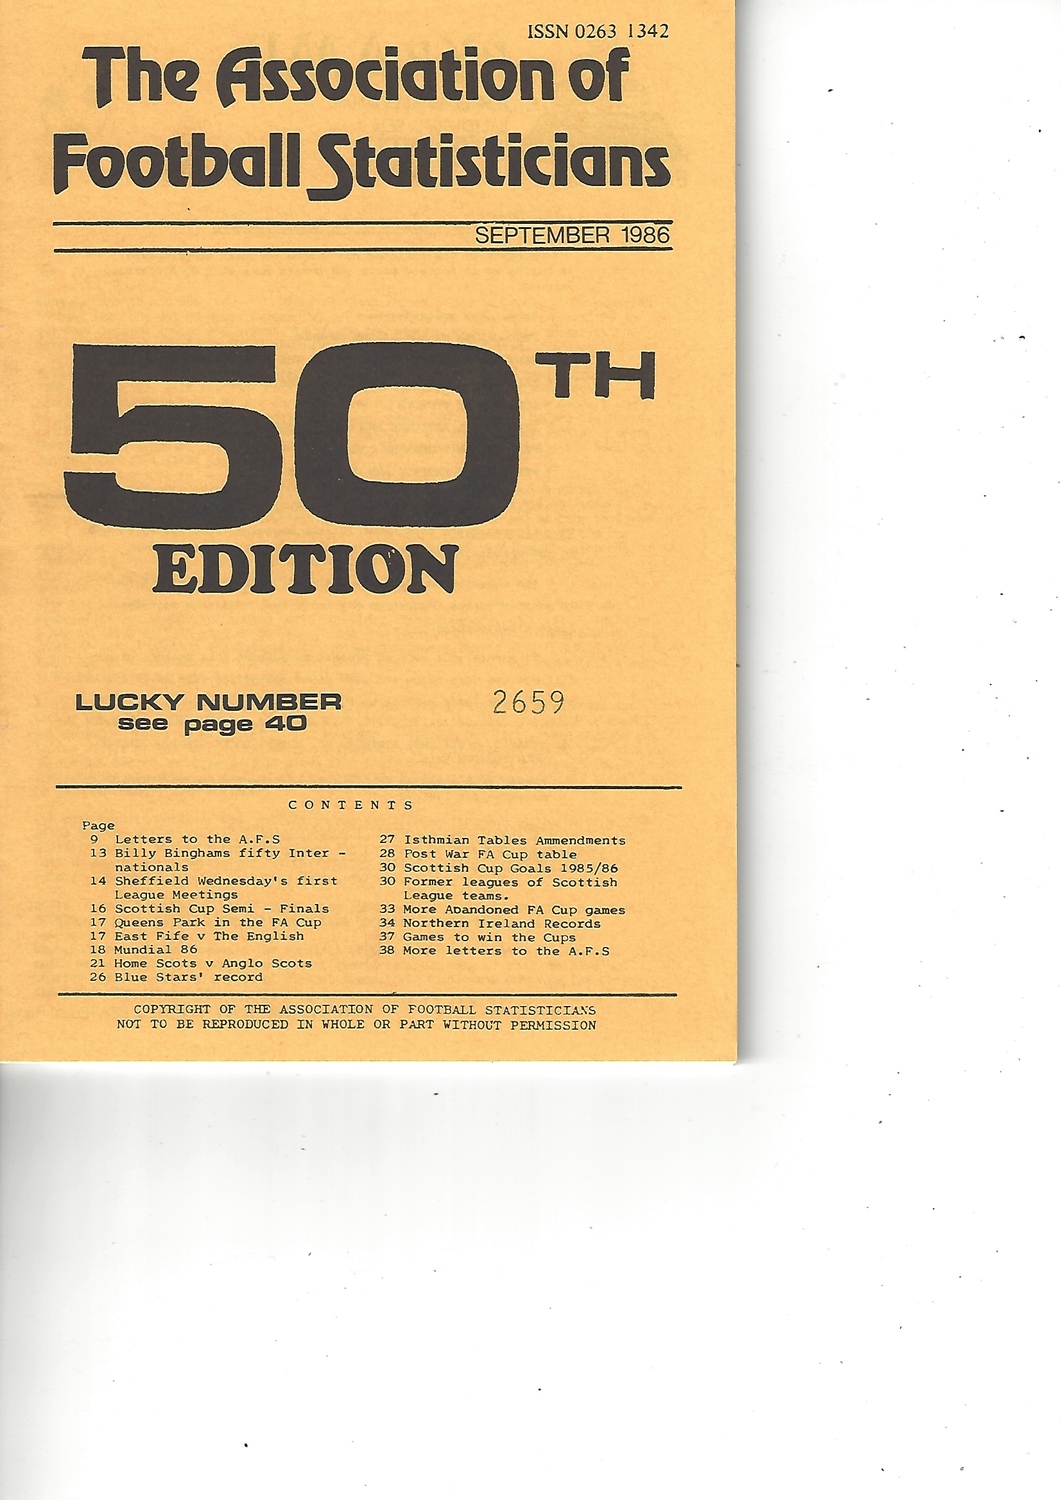 ISSN 0263 1342
The Association of
Football Statisticians
SEPTEMBER 1986
50TH
EDITION
LUCKY NUMBER
see page 40
2659
CONTENTS
Page
9 Letters to the A.F.S
13 Billy Binghams fifty Inter -
nationals
14 Sheffield Wednesday's first
League Meetings
16 Scottish Cup Semi - Finals
17 Queens Park in the FA Cup
17 East Fife v The English
18 Mundial 86
21 Home Scots v Anglo Scots
26 Blue Stars' record
27 Isthmian Tables Ammendments
28 Post War FA Cup table
30 Scottish Cup Goals 1985/86
30 Former leagues of Scottish
League teams.
33 More Abandoned FA Cup games
34 Northern Ireland Records
37 Games to win the Cups
38 More letters to the A.F.S
COPYRIGHT OF THE ASSOCIATION OF FOOTBALL STATISTICIANS
NOT TO BE REPRODUCED IN WHOLE OR PART WITHOUT PERMISSION